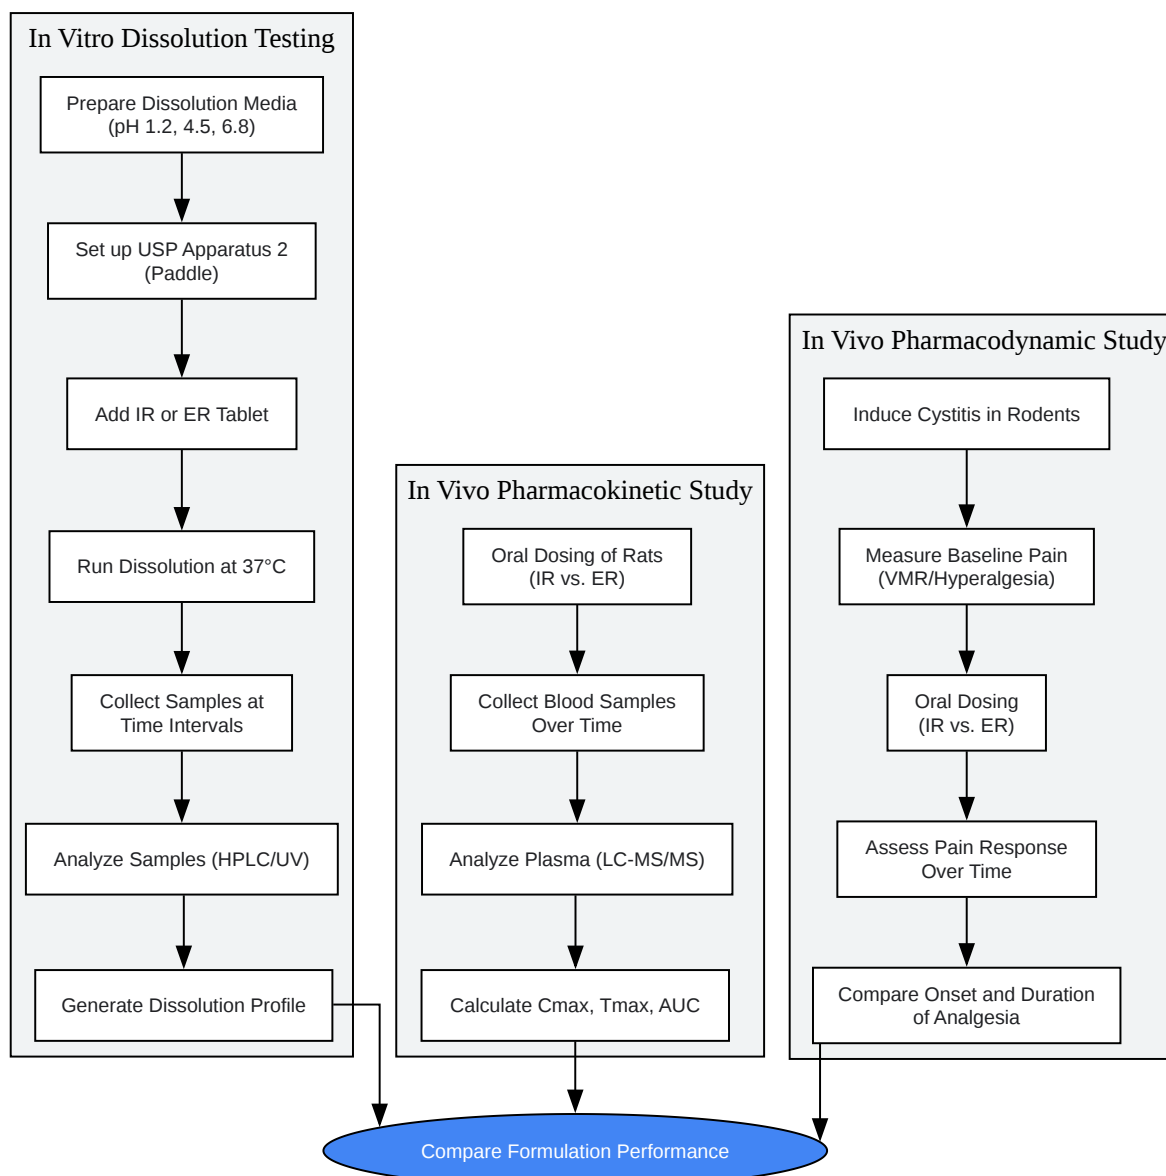 In Vitro Dissolution Testing
Prepare Dissolution Media
(pH 1.2, 4.5, 6.8)
Set up USP Apparatus 2
(Paddle)
Add IR or ER Tablet
Run Dissolution at 37°C
Collect Samples at
Time Intervals
Analyze Samples (HPLC/UV)
Generate Dissolution Profile
In Vivo Pharmacokinetic Study
Oral Dosing of Rats
(IR vs. ER)
Collect Blood Samples
Over Time
Analyze Plasma (LC-MS/MS)
Calculate Cmax, Tmax, AUC
In Vivo Pharmacodynamic Study
Induce Cystitis in Rodents
Measure Baseline Pain
(VMR/Hyperalgesia)
Oral Dosing
(IR vs. ER)
Assess Pain Response
Over Time
Compare Onset and Duration
of Analgesia
Compare Formulation Performance